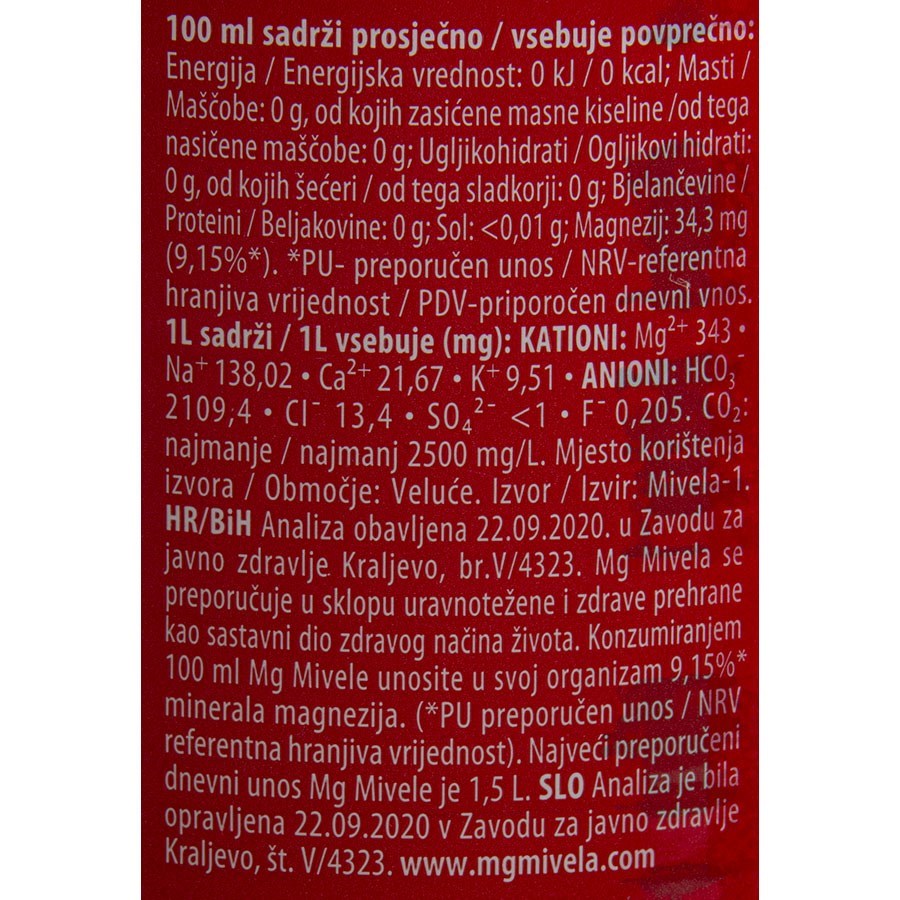 100 ml sadrži prosječno / vsebuje povprečno:
Energija / Energijska vrednost: 0 kJ / 0 kcal; Masti /
Maščobe: 0 g, od kojih zasićene masne kiseline /od tega
nasičene maščobe: 0 g; Ugljikohidrati / Ogljikovi hidrati:
0 g, od kojih šećeri / od tega sladkorji: 0 g; Bjelančevine /
Proteini / Beljakovine: 0 g; Sol: <0,01 g; Magnezij: 34,3 mg
(9,15%*). *PU- preporučen unos / NRV-referentna
hranjiva vrijednost / PDV-priporočen dnevni vnos.
1L sadrži / 1L vsebuje (mg): KATIONI: Mg²⁺ 343 •
Na⁺ 138,02 • Ca²⁺ 21,67 • K⁺ 9,51 • ANIONI: HCO₃⁻
2109,4 • Cl⁻ 13,4 • SO₄²⁻ <1 • F⁻ 0,205. CO₂:
najmanje / najmanj 2500 mg/L. Mjesto korištenja
izvora / Območje: Veluće. Izvor / Izvir: Mivela-1.
HR/BiH Analiza obavljena 22.09.2020. u Zavodu za
javno zdravlje Kraljevo, br.V/4323. Mg Mivela se
preporučuje u sklopu uravnotežene i zdrave prehrane
kao sastavni dio zdravog načina života. Konzumiranjem
100 ml Mg Mivele unosite u svoj organizam 9,15%*
minerala magnezija. (*PU preporučen unos / NRV
referentna hranjiva vrijednost). Najveći preporučeni
dnevni unos Mg Mivele je 1,5 L. SLO Analiza je bila
opravljena 22.09.2020 v Zavodu za javno zdravlje
Kraljevo, št. V/4323. www.mgmivela.com